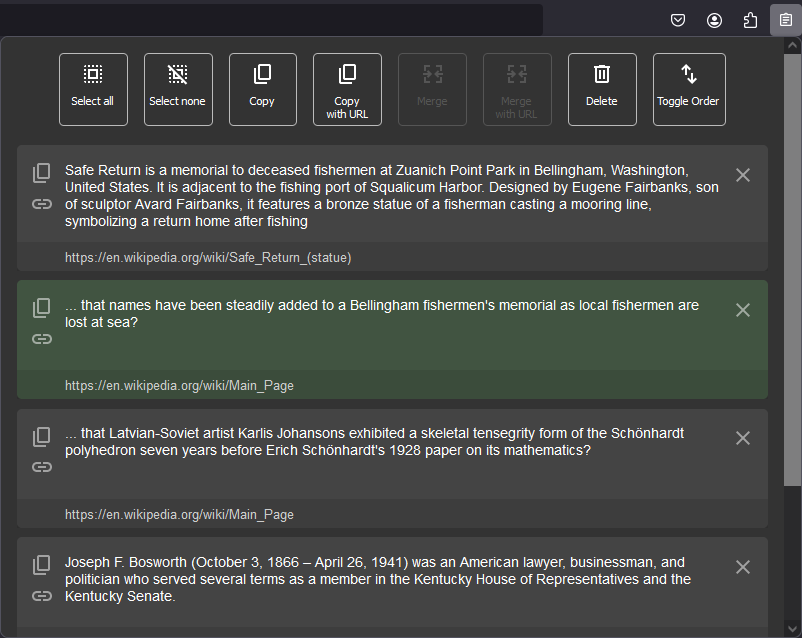 Select all
Select none
Copy
Copy
with URL
Merge
Merge
with URL
Delete
Toggle Order
Safe Return is a memorial to deceased fishermen at Zuanich Point Park in Bellingham, Washington,
United States. It is adjacent to the fishing port of Squalicum Harbor. Designed by Eugene Fairbanks, son
of sculptor Avard Fairbanks, it features a bronze statue of a fisherman casting a mooring line,
symbolizing a return home after fishing
https://en.wikipedia.org/wiki/Safe_Return_(statue)
... that names have been steadily added to a Bellingham fishermen's memorial as local fishermen are
lost at sea?
https://en.wikipedia.org/wiki/Main_Page
... that Latvian-Soviet artist Karlis Johansons exhibited a skeletal tensegrity form of the Schönhardt
polyhedron seven years before Erich Schönhardt's 1928 paper on its mathematics?
https://en.wikipedia.org/wiki/Main_Page
Joseph F. Bosworth (October 3, 1866 – April 26, 1941) was an American lawyer, businessman, and
politician who served several terms as a member in the Kentucky House of Representatives and the
Kentucky Senate.